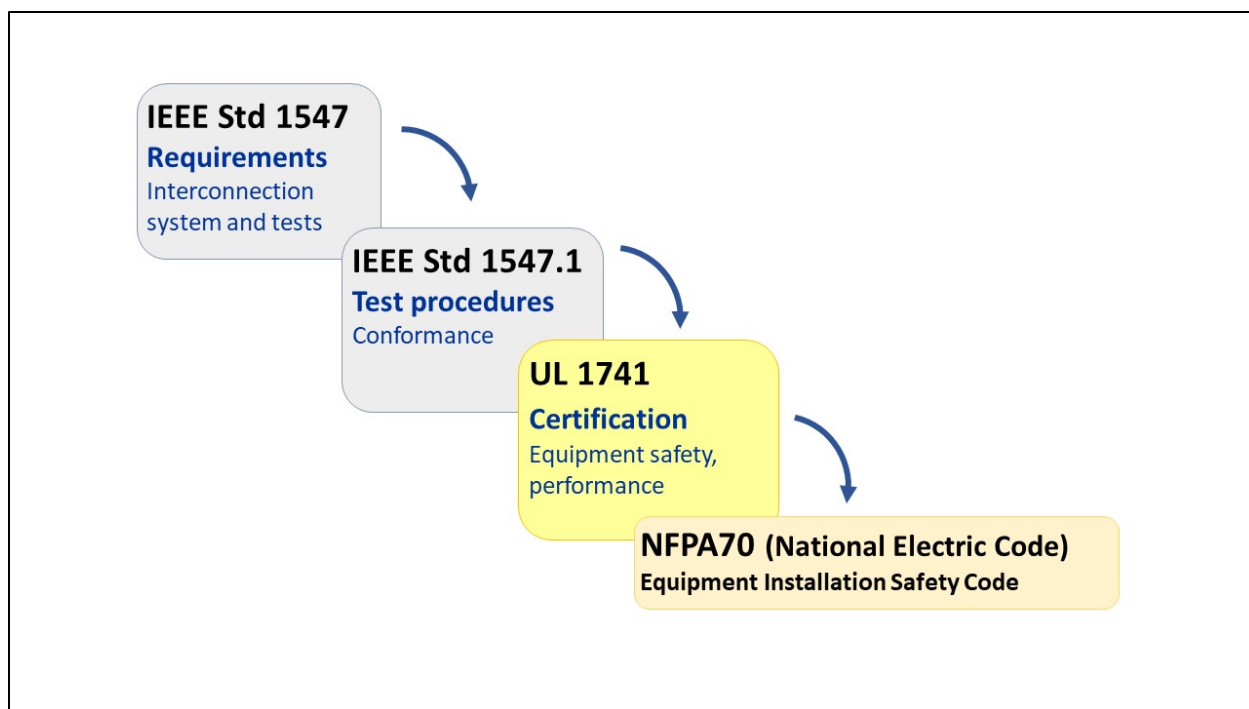 IEEE Std 1547
Requirements
Interconnection
system and tests
IEEE Std 1547.1
Test procedures
Conformance
UL 1741
Certification
Equipment safety,
performance
NFPA70 (National Electric Code)
Equipment Installation Safety Code